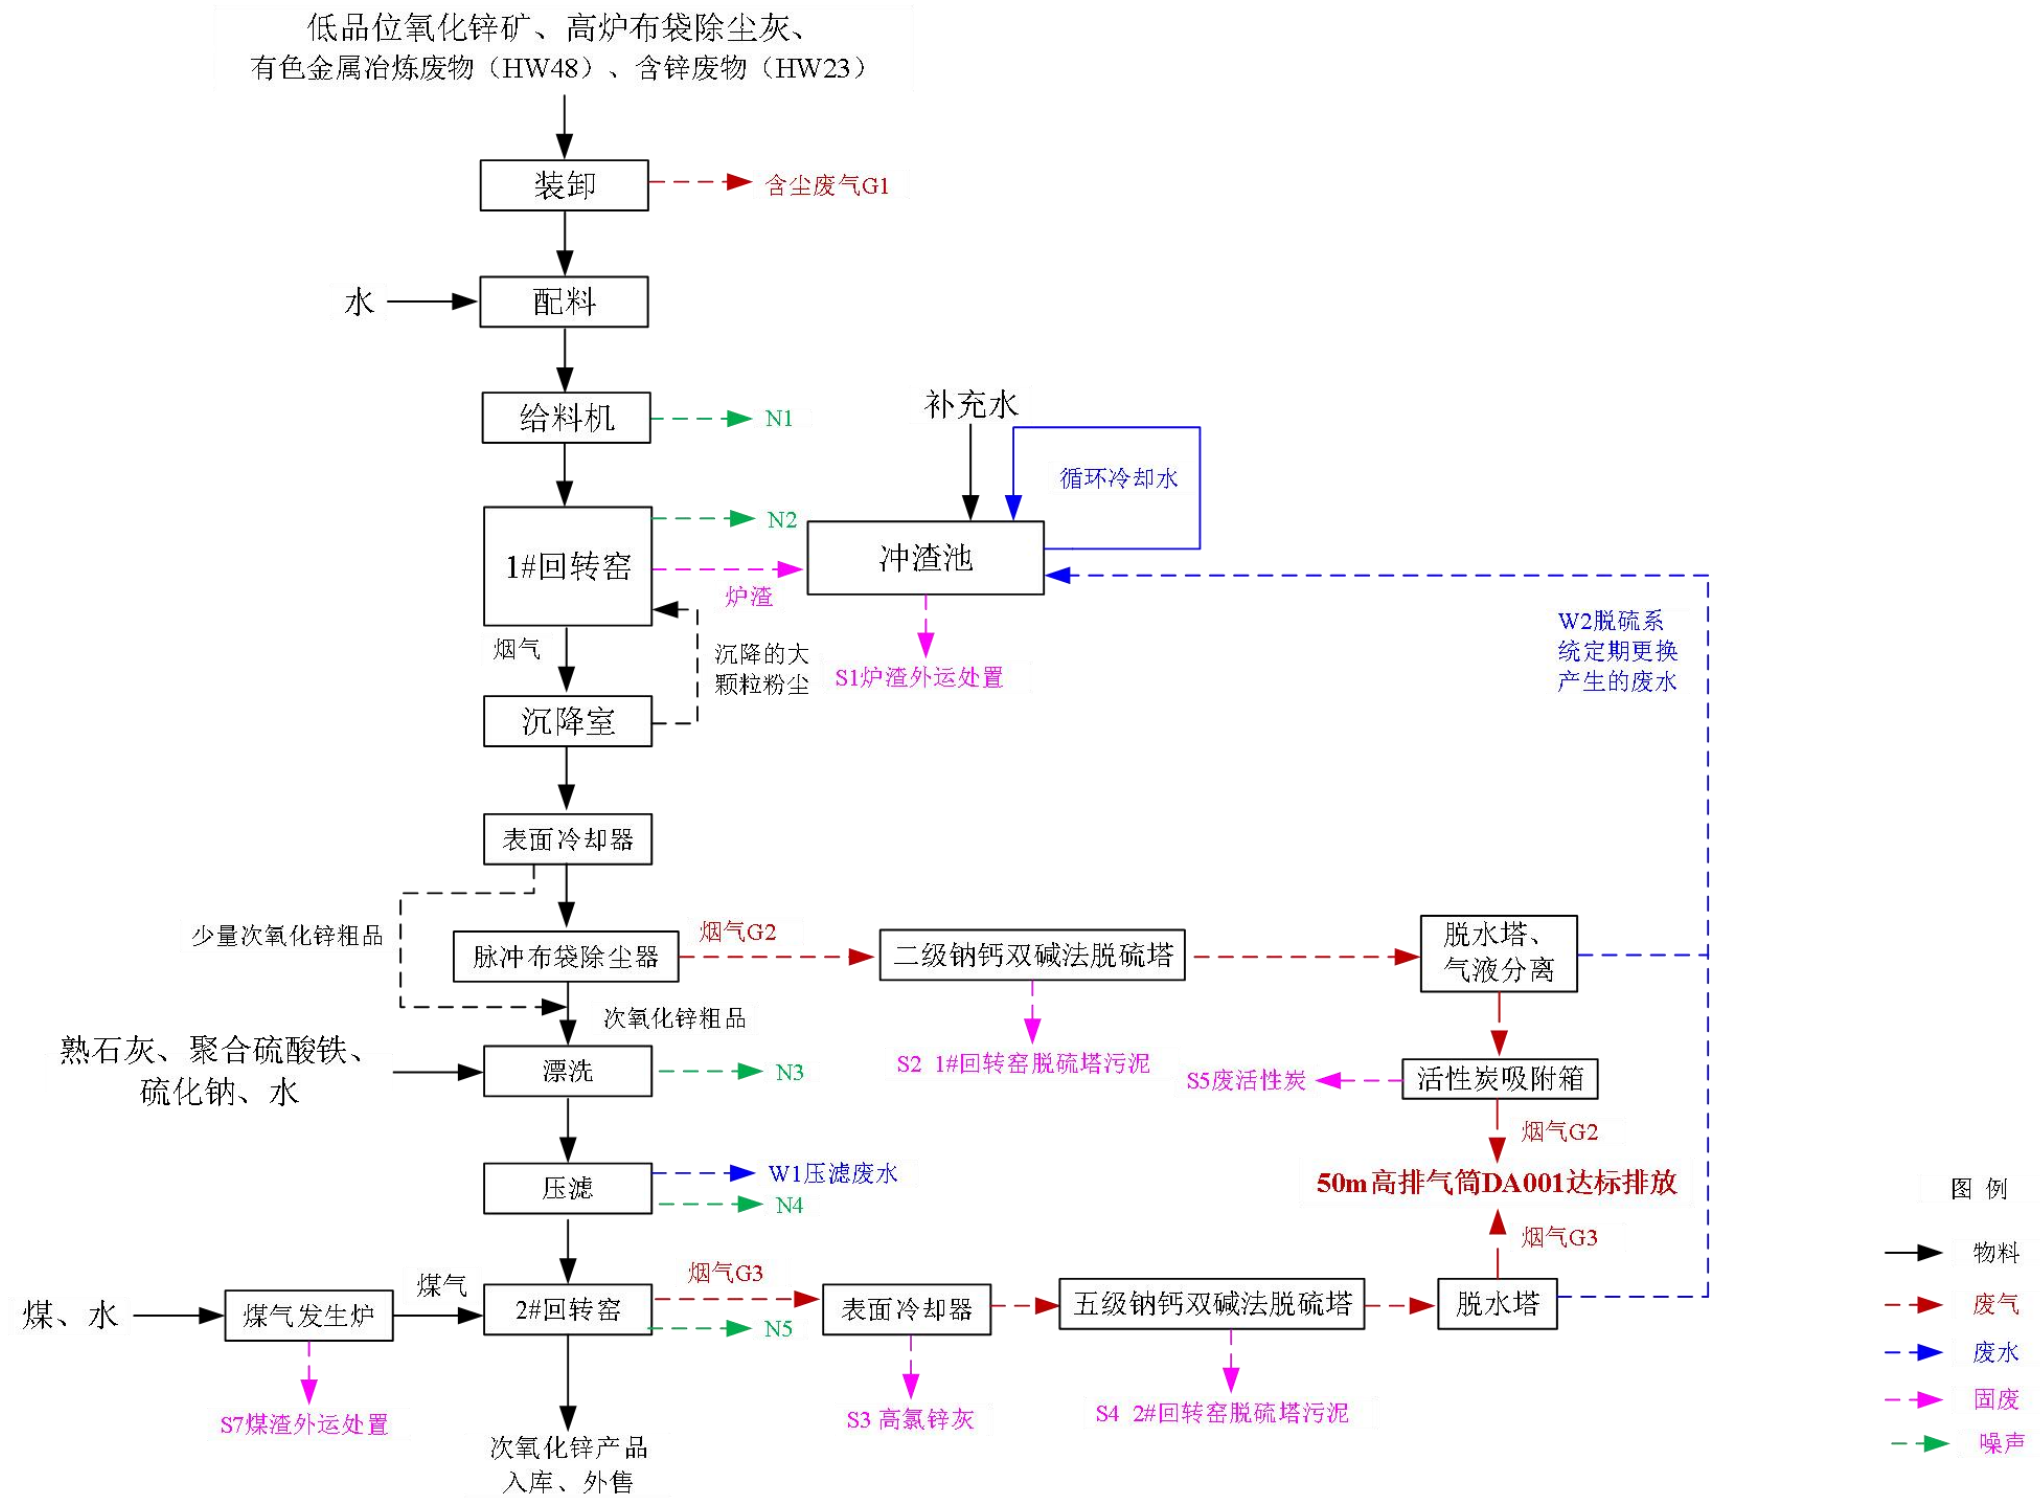 低品位氧化锌矿、高炉布袋除尘灰、
有色金属冶炼废物（HW48）、含锌废物（HW23）
装卸
含尘废气G1
水
配料
给料机
N1
补充水
循环冷却水
1#回转窑
N2
炉渣
冲渣池
烟气
沉降的大
颗粒粉尘
S1炉渣外运处置
W2脱硫系
统定期更换
产生的废水
沉降室
表面冷却器
少量次氧化锌粗品
脉冲布袋除尘器
烟气G2
二级钠钙双碱法脱硫塔
脱水塔、
气液分离
次氧化锌粗品
熟石灰、聚合硫酸铁、
硫化钠、水
漂洗
N3
S2 1#回转窑脱硫塔污泥
S5废活性炭
活性炭吸附箱
烟气G2
压滤
W1压滤废水
N4
50m高排气筒DA001达标排放
烟气G3
煤、水
煤气发生炉
煤气
2#回转窑
烟气G3
N5
表面冷却器
五级钠钙双碱法脱硫塔
脱水塔
S7煤渣外运处置
S3 高氯锌灰
S4 2#回转窑脱硫塔污泥
次氧化锌产品
入库、外售
图 例
物料
废气
废水
固废
噪声